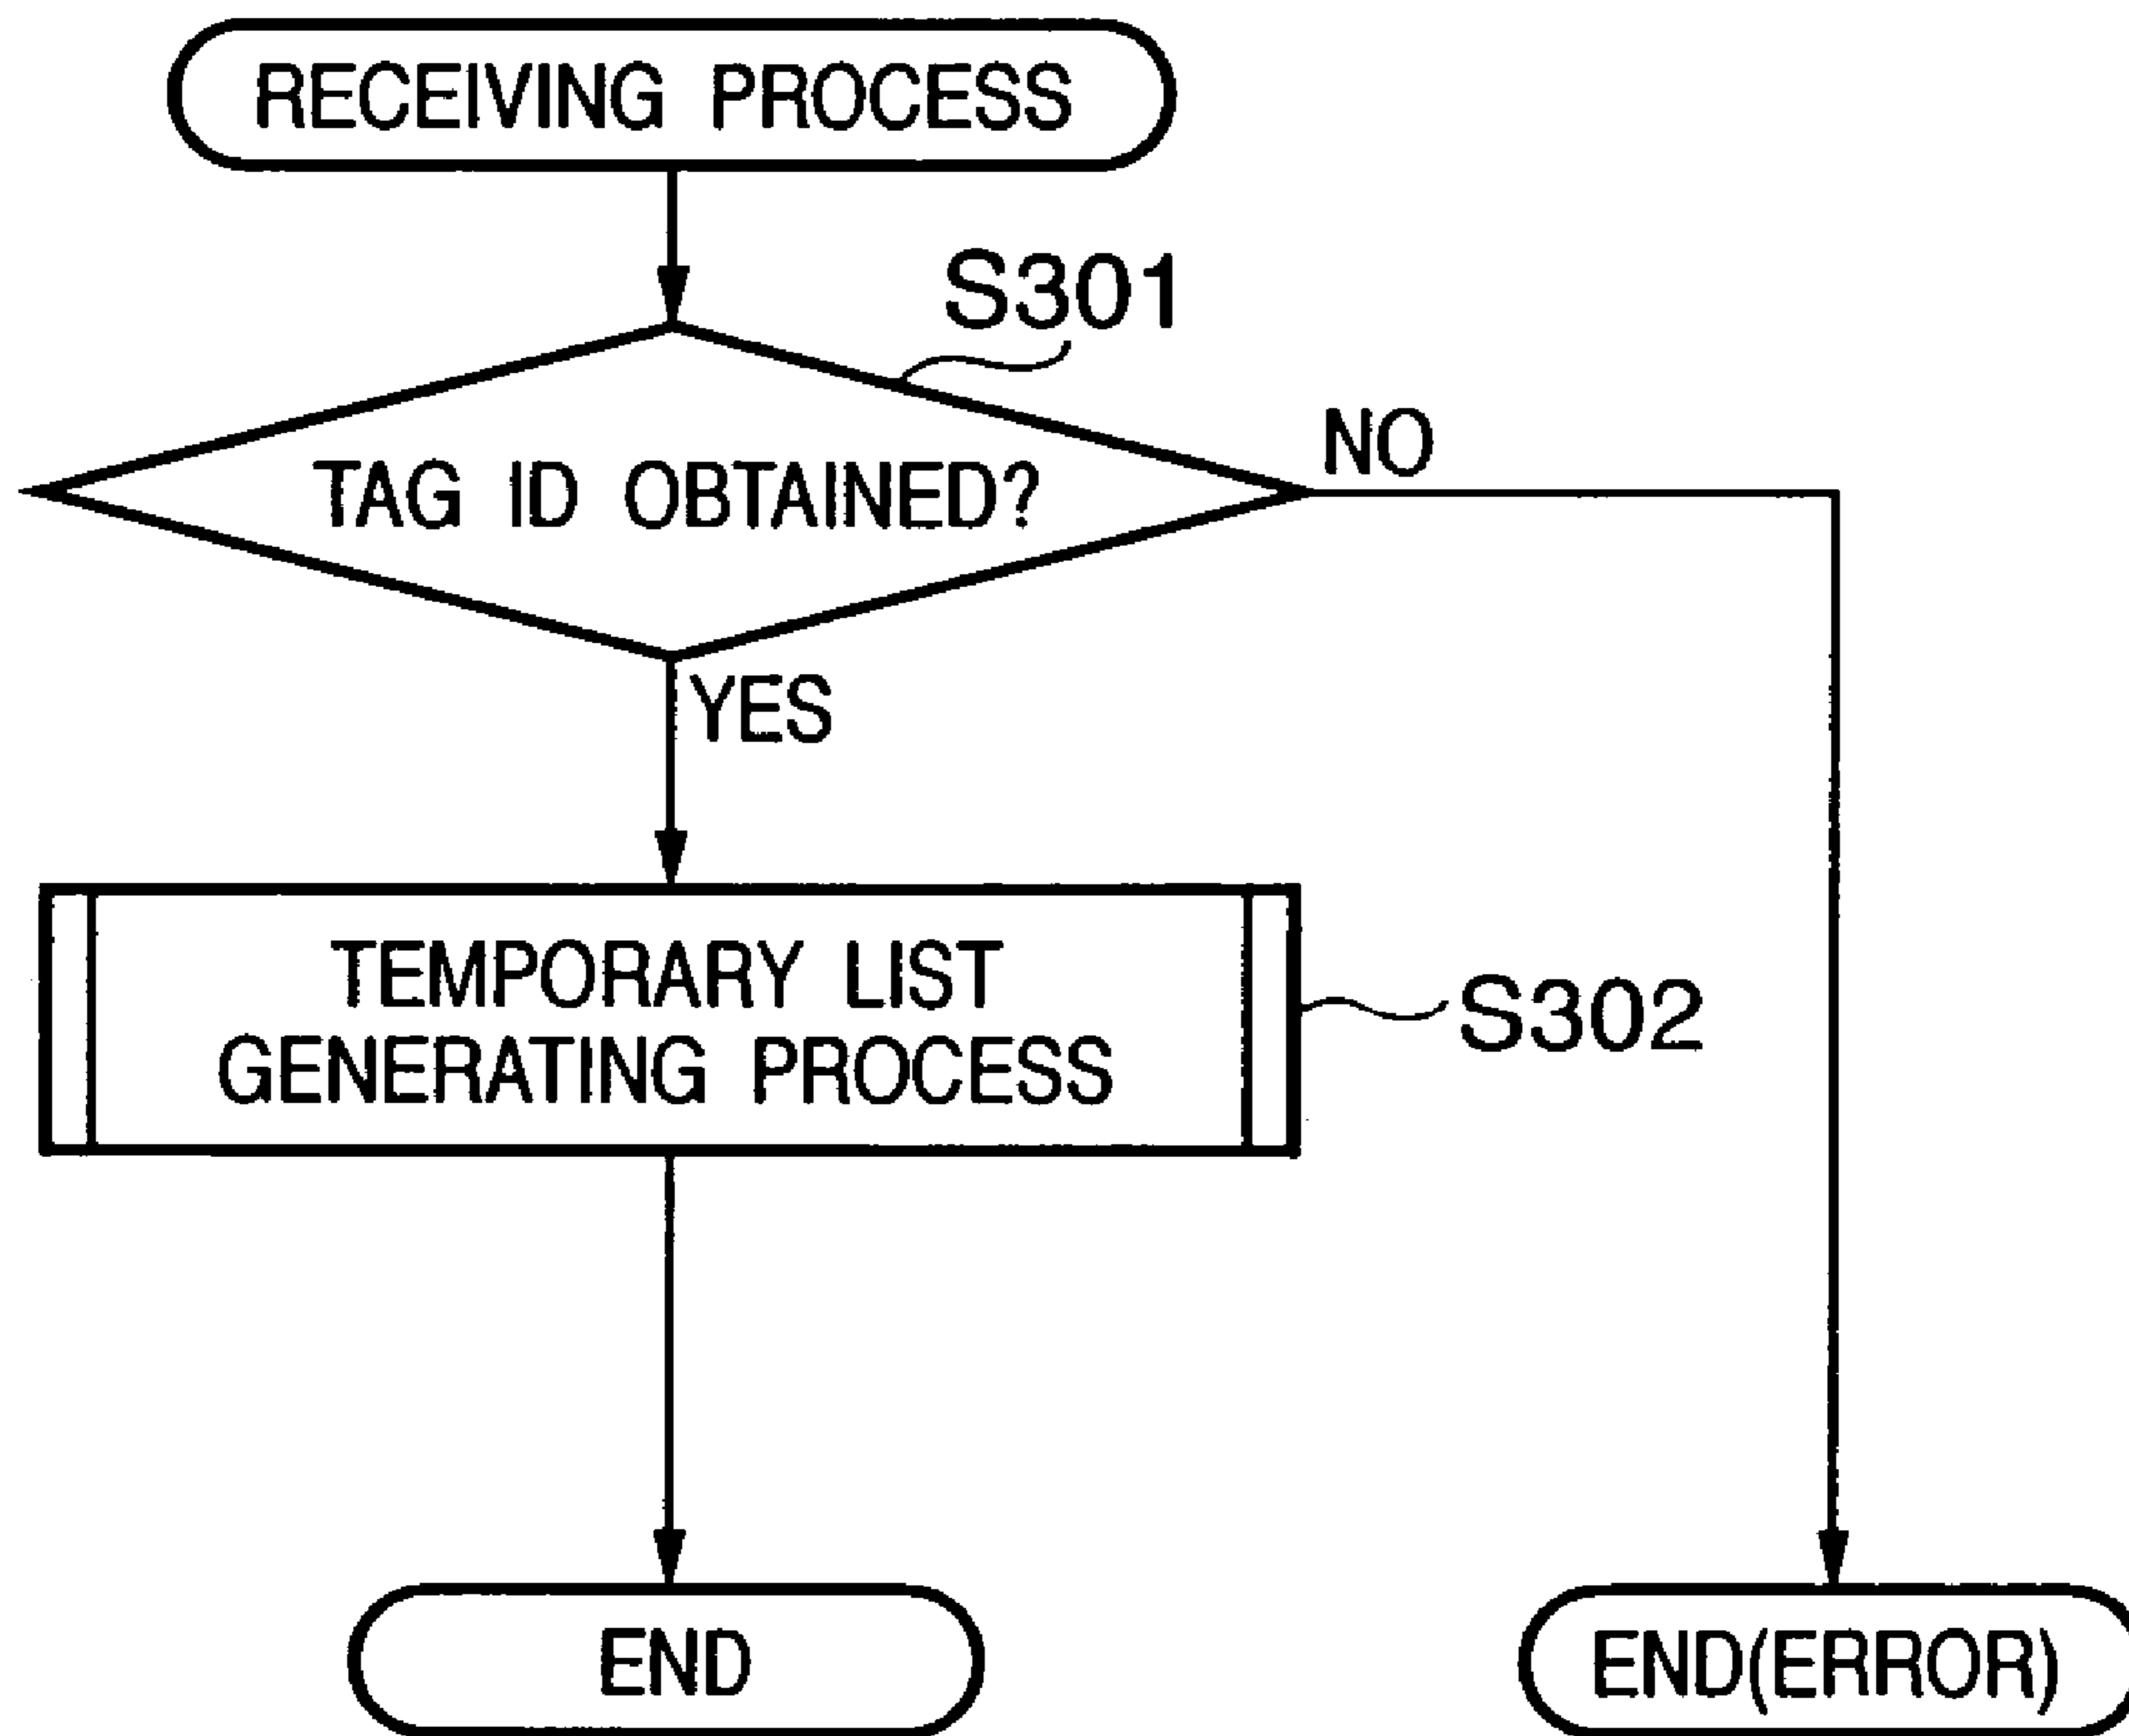 RECEIVING PROCESS
S301
TAG ID OBTAINED?
NO
YES
TEMPORARY LIST
GENERATING PROCESS
S302
END
END(ERROR)